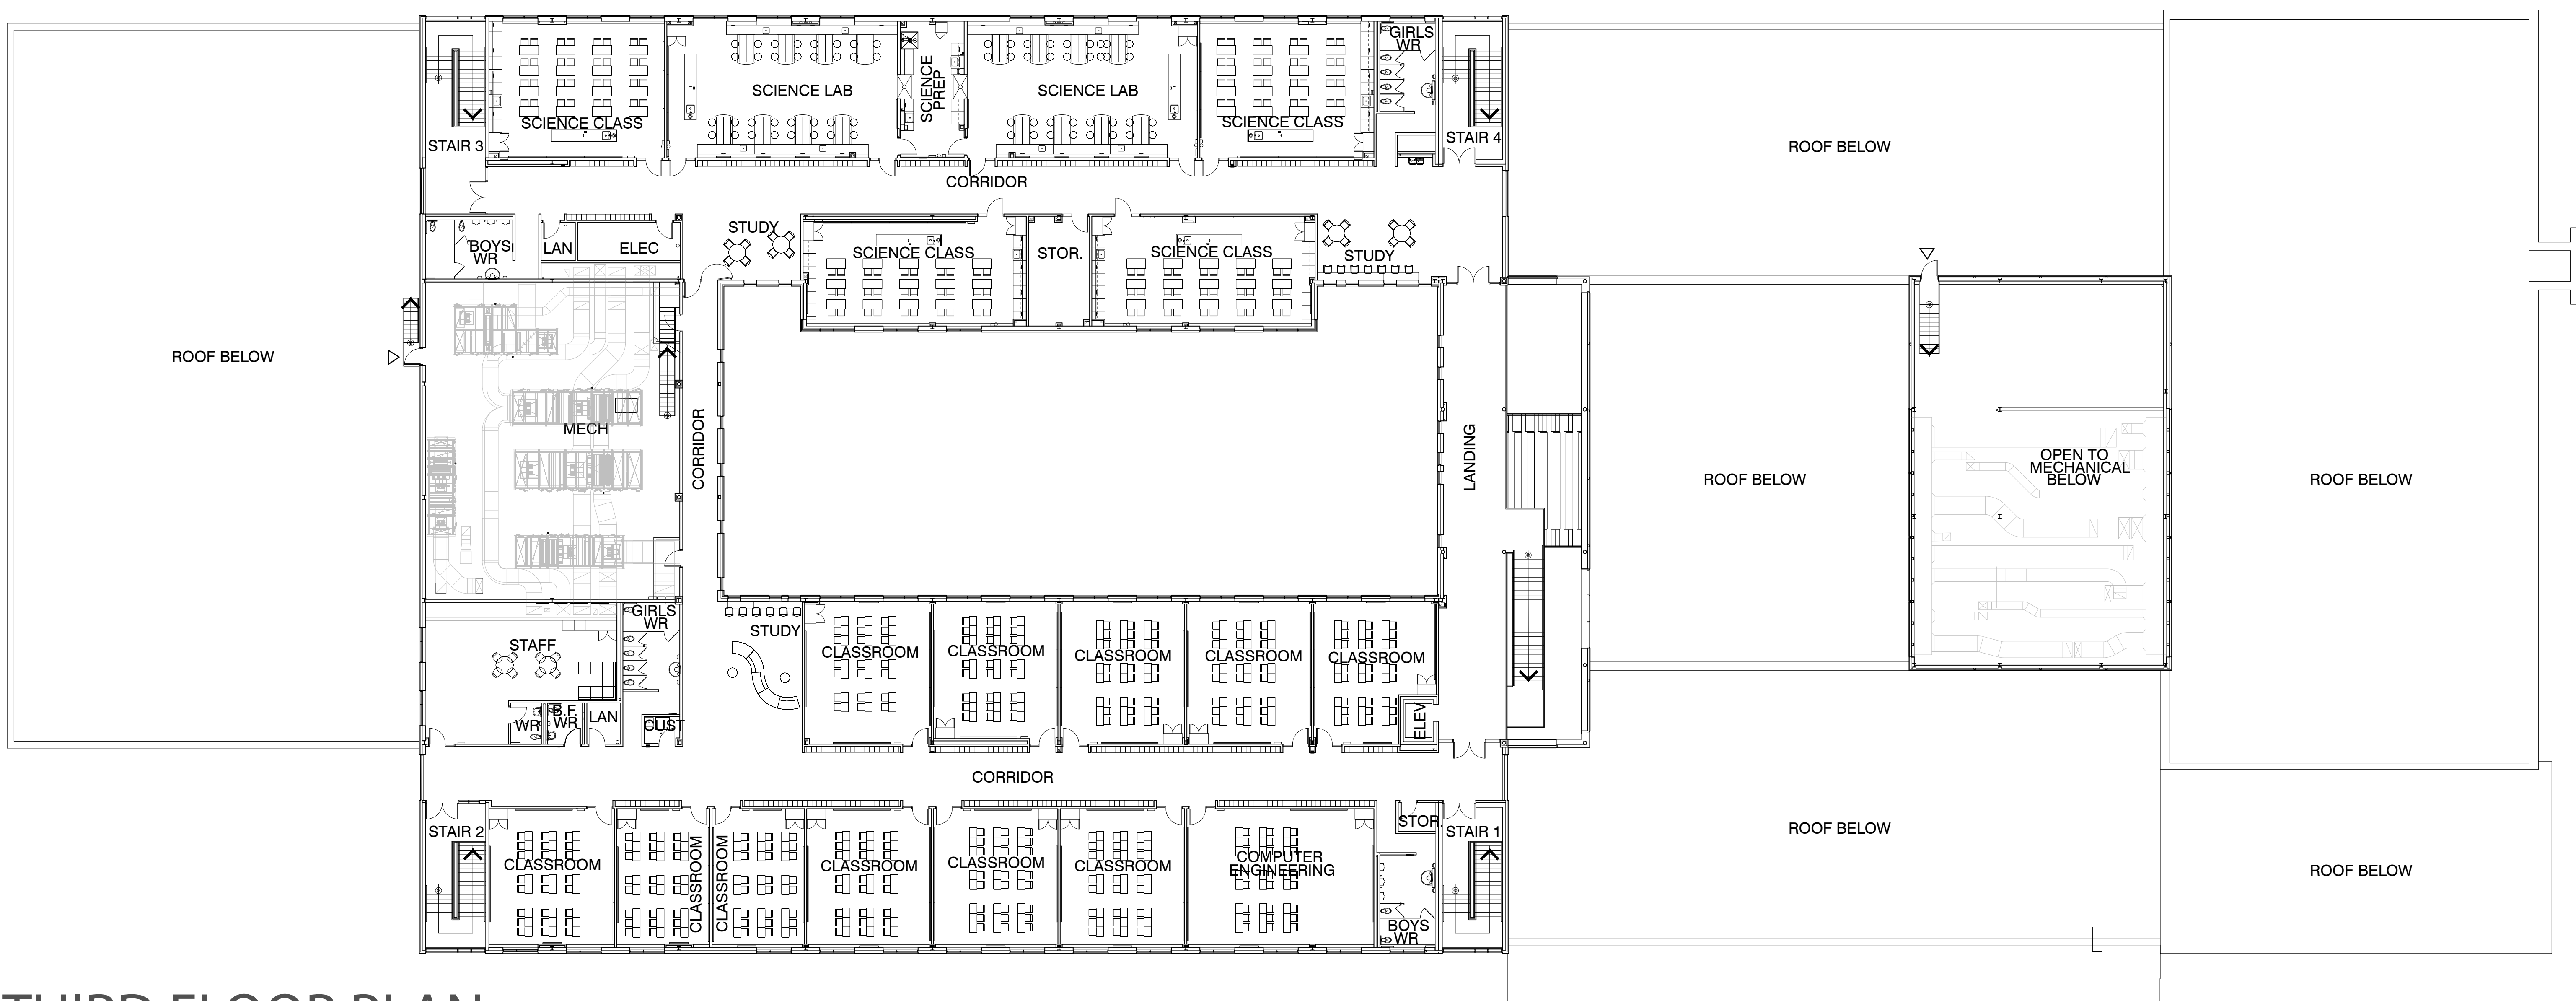 GIRLS
WR
SCIENCE LAB
SCIENCE
PREP
SCIENCE LAB
SCIENCE CLASS
SCIENCE CLASS
STAIR 3
STAIR 4
ROOF BELOW
CORRIDOR
STUDY
BOYS
WR
LAN
ELEC
SCIENCE CLASS
STOR.
SCIENCE CLASS
STUDY
ROOF BELOW
MECH
CORRIDOR
LANDING
ROOF BELOW
OPEN TO
MECHANICAL
BELOW
ROOF BELOW
GIRLS
WR
STUDY
STAFF
CLASSROOM
CLASSROOM
CLASSROOM
CLASSROOM
CLASSROOM
WR
B.F.
WR
LAN
CUST
ELEV
CORRIDOR
STAIR 2
STOR.
STAIR 1
ROOF BELOW
CLASSROOM
CLASSROOM
CLASSROOM
CLASSROOM
CLASSROOM
CLASSROOM
COMPUTER
ENGINEERING
ROOF BELOW
BOYS
WR
THIRD FLOOR PLAN